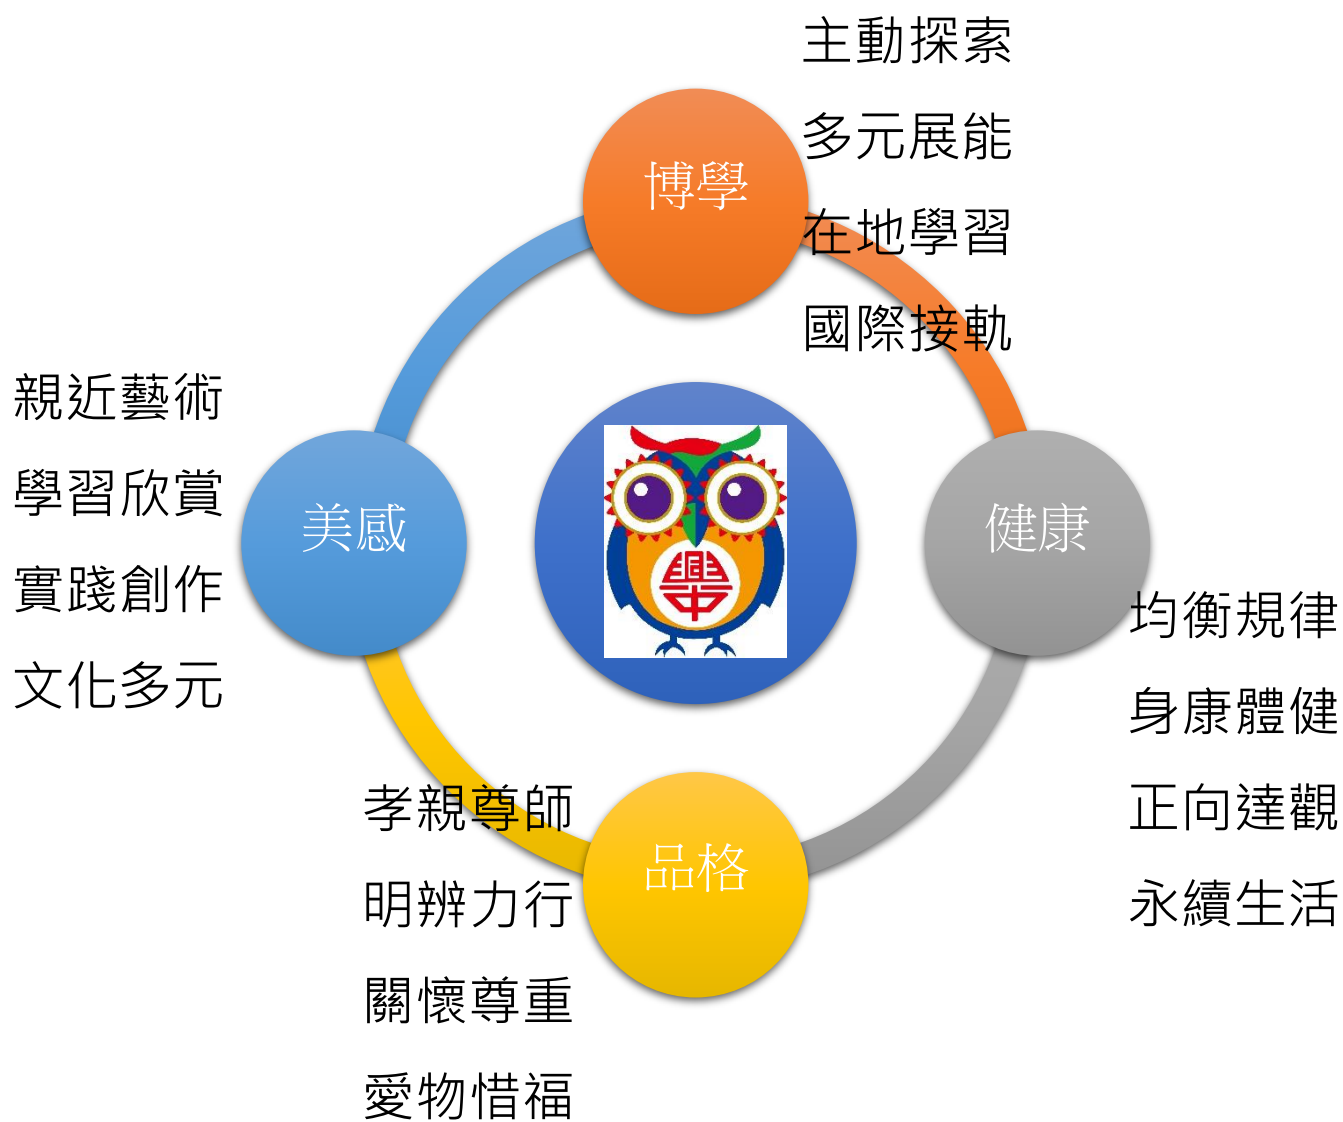 博學
主動探索
多元展能
在地學習
國際接軌
健康
均衡規律
身康體健
正向達觀
永續生活
品格
孝親尊師
明辨力行
關懷尊重
愛物惜福
美感
親近藝術
學習欣賞
實踐創作
文化多元